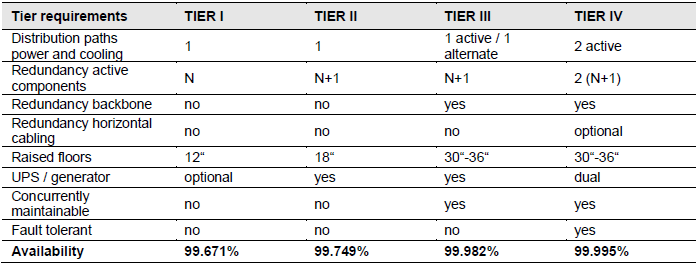 Tier requirements TIER I TIER II TIER III TIER IV
Distribution paths power and cooling 1 1 1 active / 1 alternate 2 active
Redundancy active components N N+1 N+1 2 (N+1)
Redundancy backbone no no yes yes
Redundancy horizontal cabling no no no optional
Raised floors 12“ 18“ 30“-36“ 30“-36“
UPS / generator optional yes yes dual
Concurrently maintainable no no yes yes
Fault tolerant no no no yes
Availability 99.671% 99.749% 99.982% 99.995%